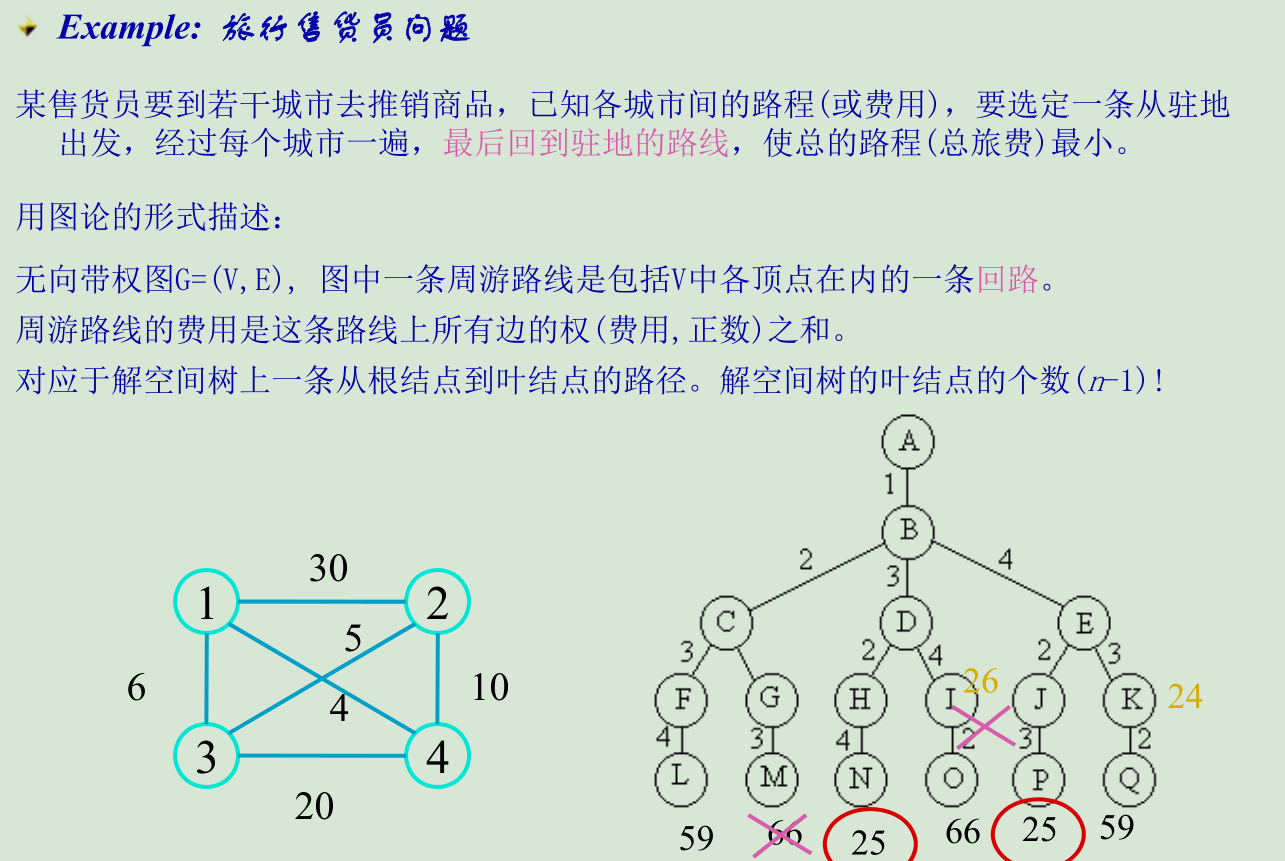 Example: 旅行售货员问题
某售货员要到若干城市去推销商品，已知各城市间的路程(或费用)，要选定一条从驻地
出发，经过每个城市一遍，最后回到驻地的路线，使总的路程(总旅费)最小。
用图论的形式描述：
无向带权图G=(V,E), 图中一条周游路线是包括V中各顶点在内的一条回路。
周游路线的费用是这条路线上所有边的权(费用,正数)之和。
对应于解空间树上一条从根结点到叶结点的路径。解空间树的叶结点的个数(n-1)!
30
1 2
5
6 10
4
3 4
20
A
1
B
2 3 4
C D E
3 2 4 2 3
26
F G H I J K 24
4 3 4 2 3 2
L M N O P Q
59 66 25 66 25 59